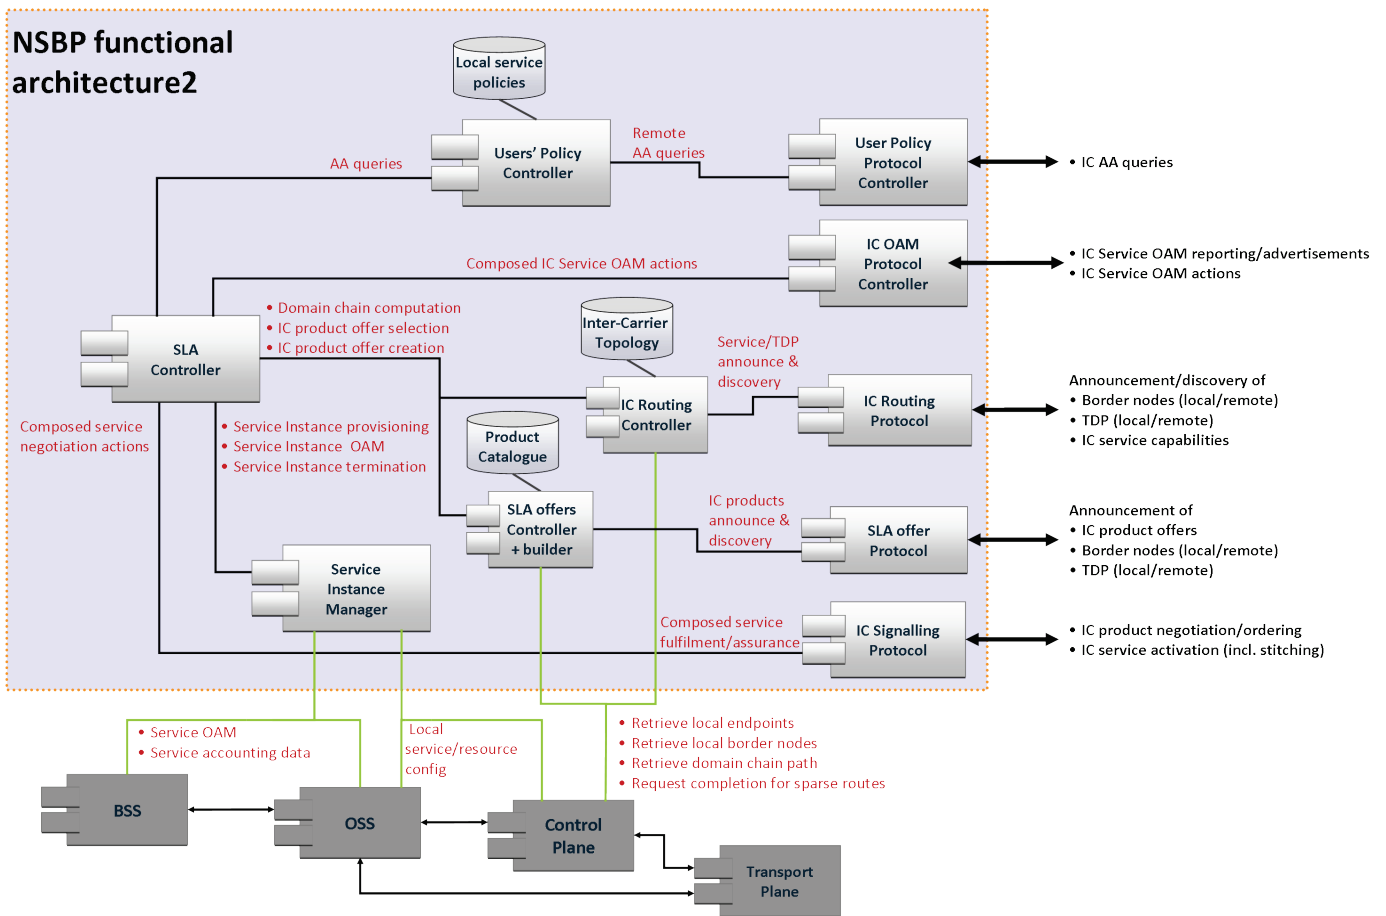 NSBP functional
architecture2
Local service
policies
Users' Policy
Controller
AA queries
Remote
AA queries
User Policy
Protocol
Controller
• IC AA queries
IC OAM
Protocol
Controller
Composed IC Service OAM actions
• IC Service OAM reporting/advertisements
• IC Service OAM actions
SLA
Controller
• Domain chain computation
• IC product offer selection
• IC product offer creation
Inter-Carrier
Topology
IC Routing
Controller
Service/TDP
announce &
discovery
IC Routing
Protocol
Announcement/discovery of
• Border nodes (local/remote)
• TDP (local/remote)
• IC service capabilities
Composed service
negotiation actions
• Service Instance provisioning
• Service Instance  OAM
• Service Instance termination
Product
Catalogue
SLA offers
Controller
+ builder
IC products
announce &
discovery
SLA offer
Protocol
Announcement of
• IC product offers
• Border nodes (local/remote)
• TDP (local/remote)
Service
Instance
Manager
Composed service
fulfilment/assurance
IC Signalling
Protocol
• IC product negotiation/ordering
• IC service activation (incl. stitching)
• Service OAM
• Service accounting data
Local
service/resource
config
• Retrieve local endpoints
• Retrieve local border nodes
• Retrieve domain chain path
• Request completion for sparse routes
BSS
OSS
Control
Plane
Transport
Plane